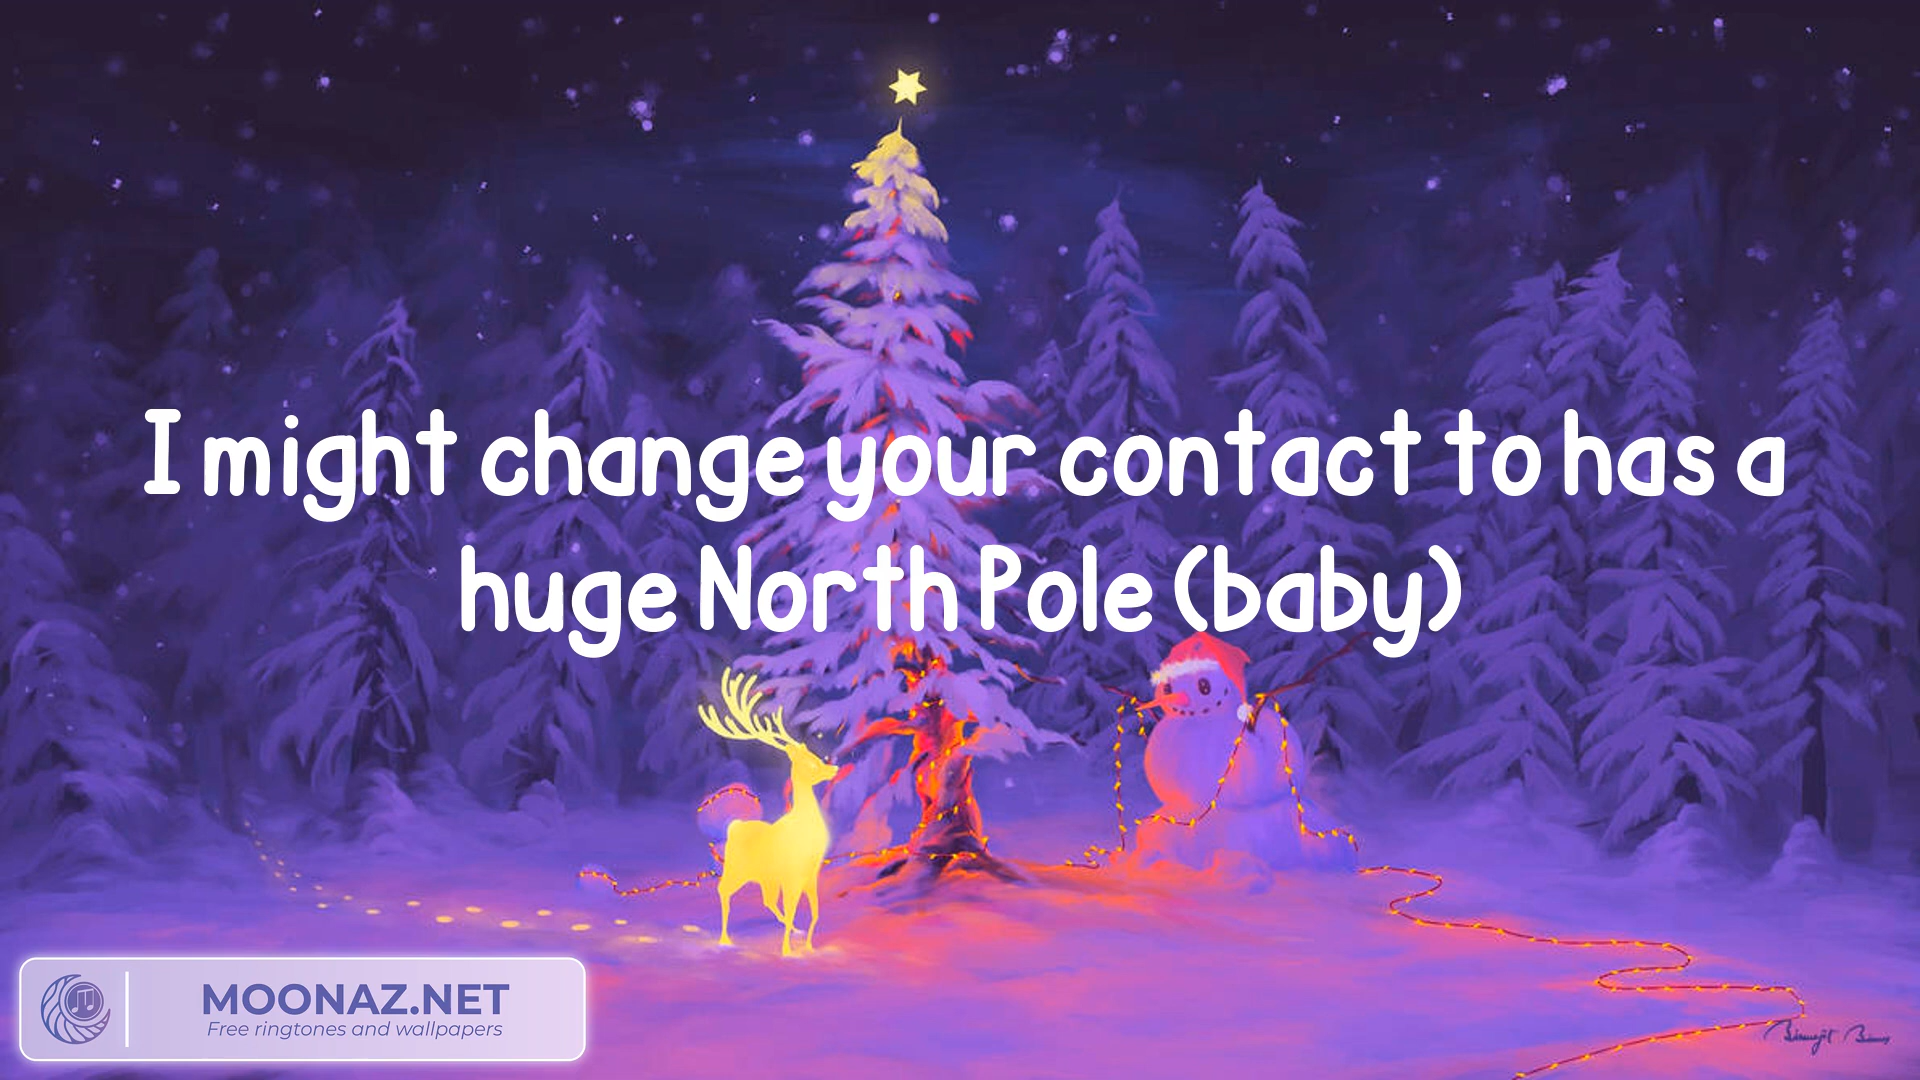 I might change your contact to has a
huge North Pole (baby)
MOONAZ.NET
Free ringtones and wallpapers